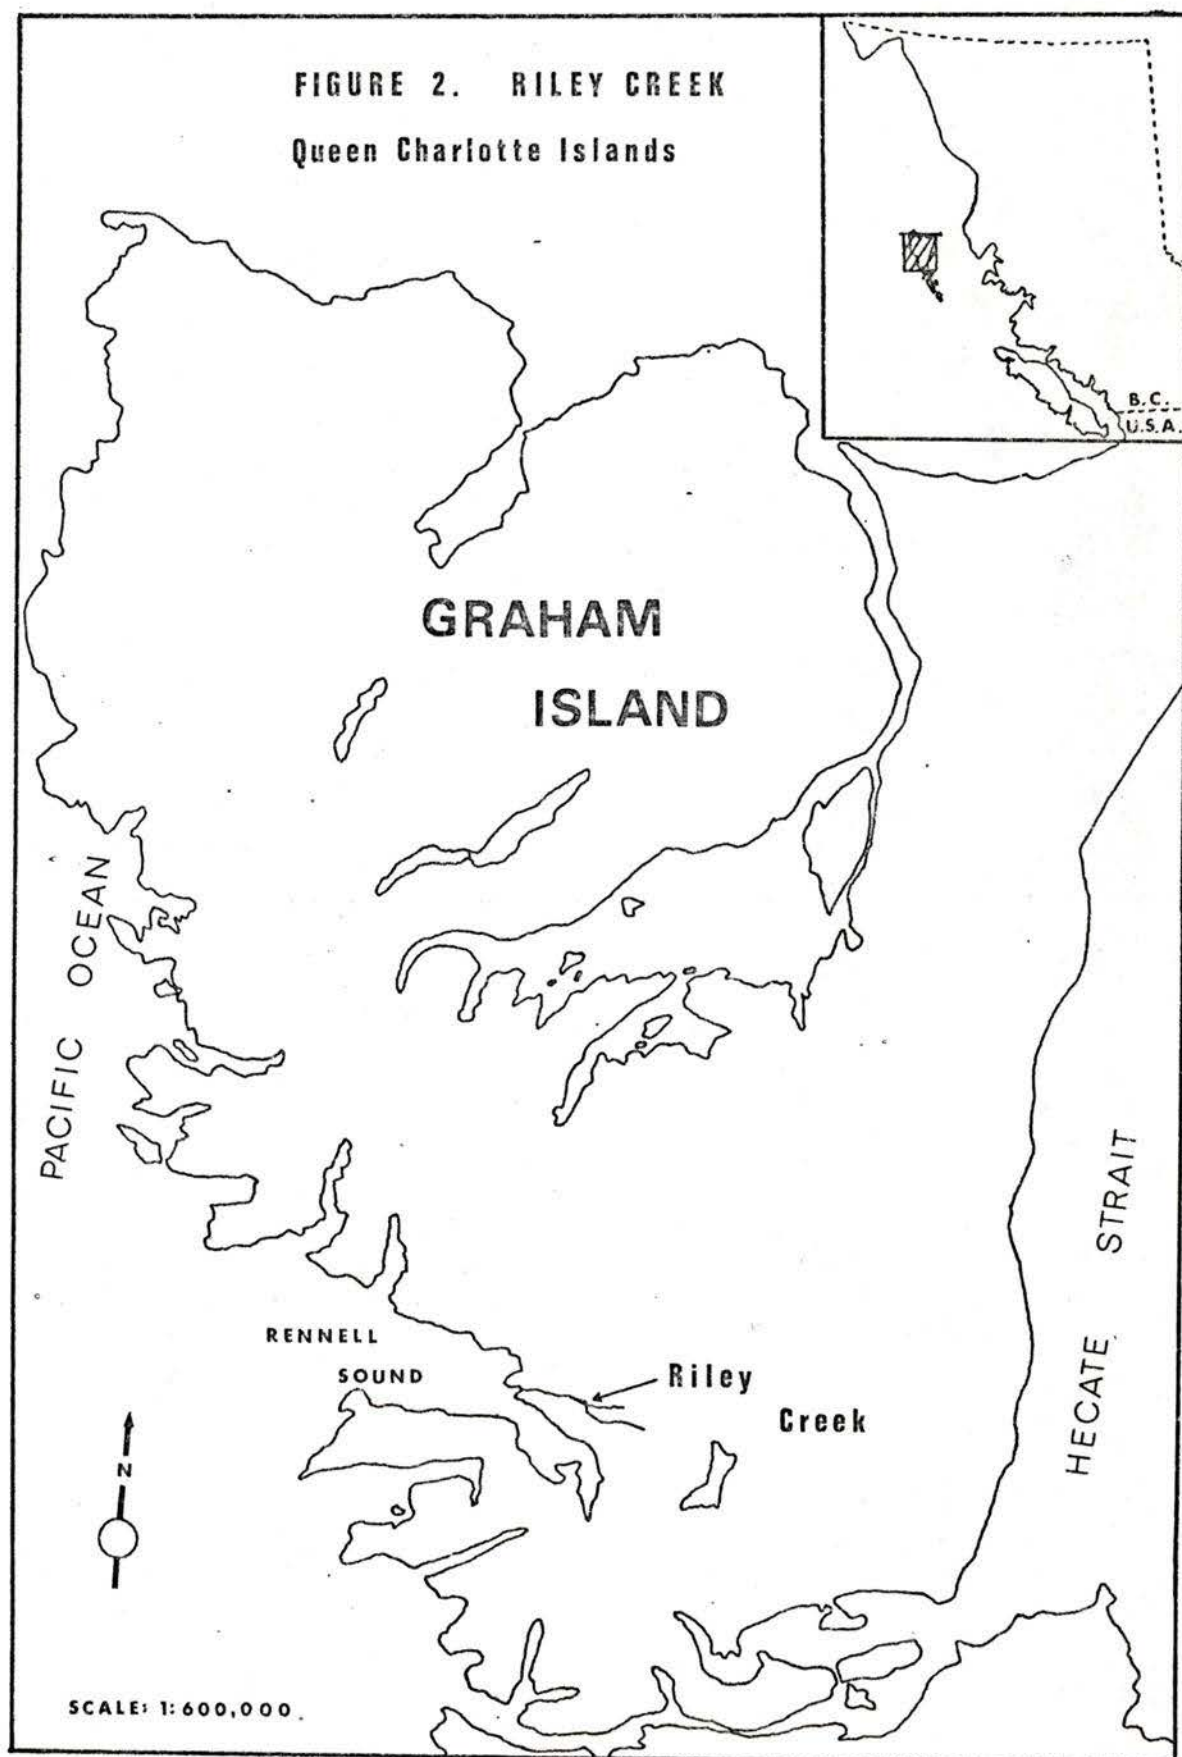 FIGURE 2. RILEY CREEK
Queen Charlotte Islands
B.C.
U.S.A.
GRAHAM
ISLAND
PACIFIC OCEAN
HECATE STRAIT
RENNELL
SOUND
Riley
Creek
N
SCALE: 1:600,000.